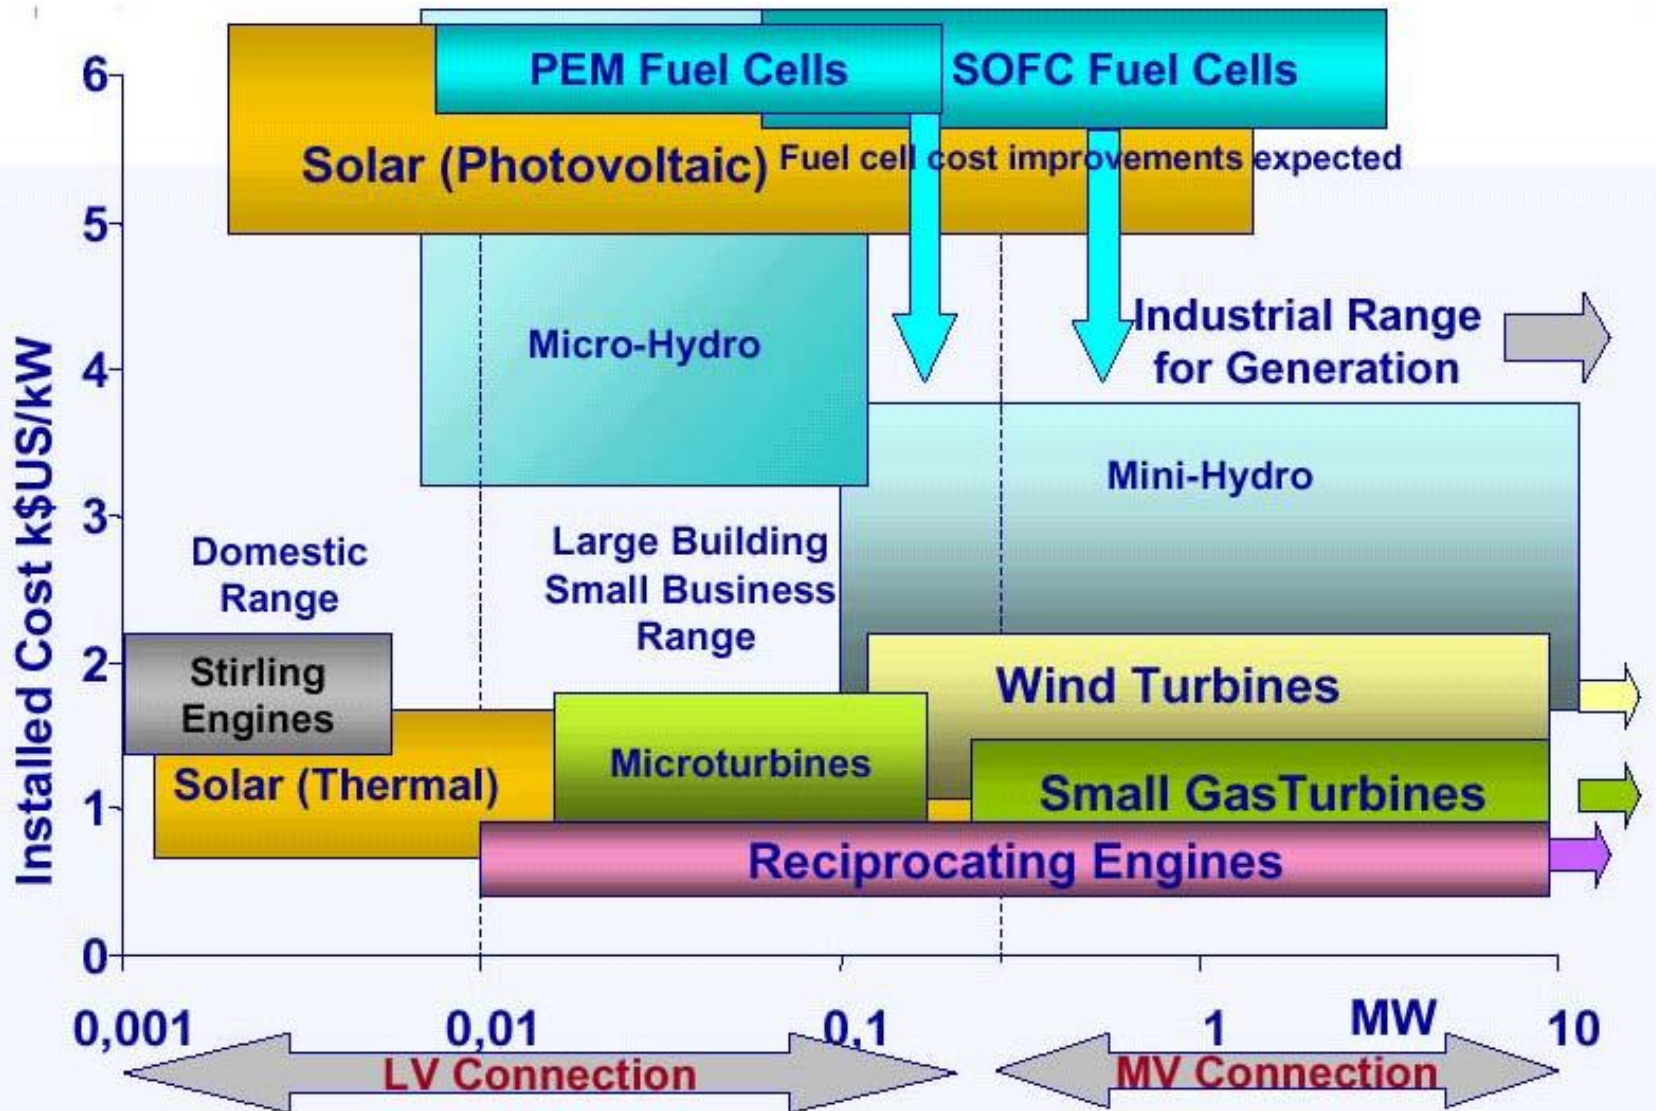 6
PEM Fuel Cells
SOFC Fuel Cells
Solar (Photovoltaic)
Fuel cell cost improvements expected
5
Micro-Hydro
Industrial Range
for Generation
4
Installed Cost k$US/kW
Mini-Hydro
3
Domestic
Range
Large Building
Small Business
Range
2
Stirling
Engines
Wind Turbines
Microturbines
Solar (Thermal)
1
Small GasTurbines
Reciprocating Engines
0
0,001
0,01
0,1
1
MW
10
LV Connection
MV Connection